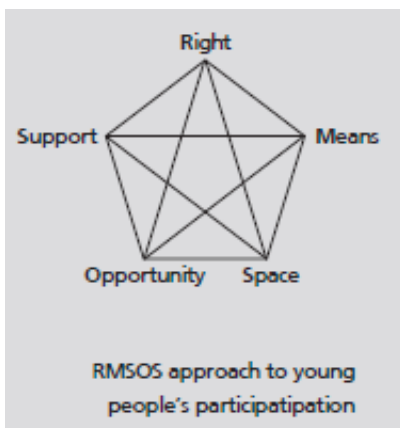 Right
Support Means
Opportunity Space
RMSOS approach to young
people's participatipation